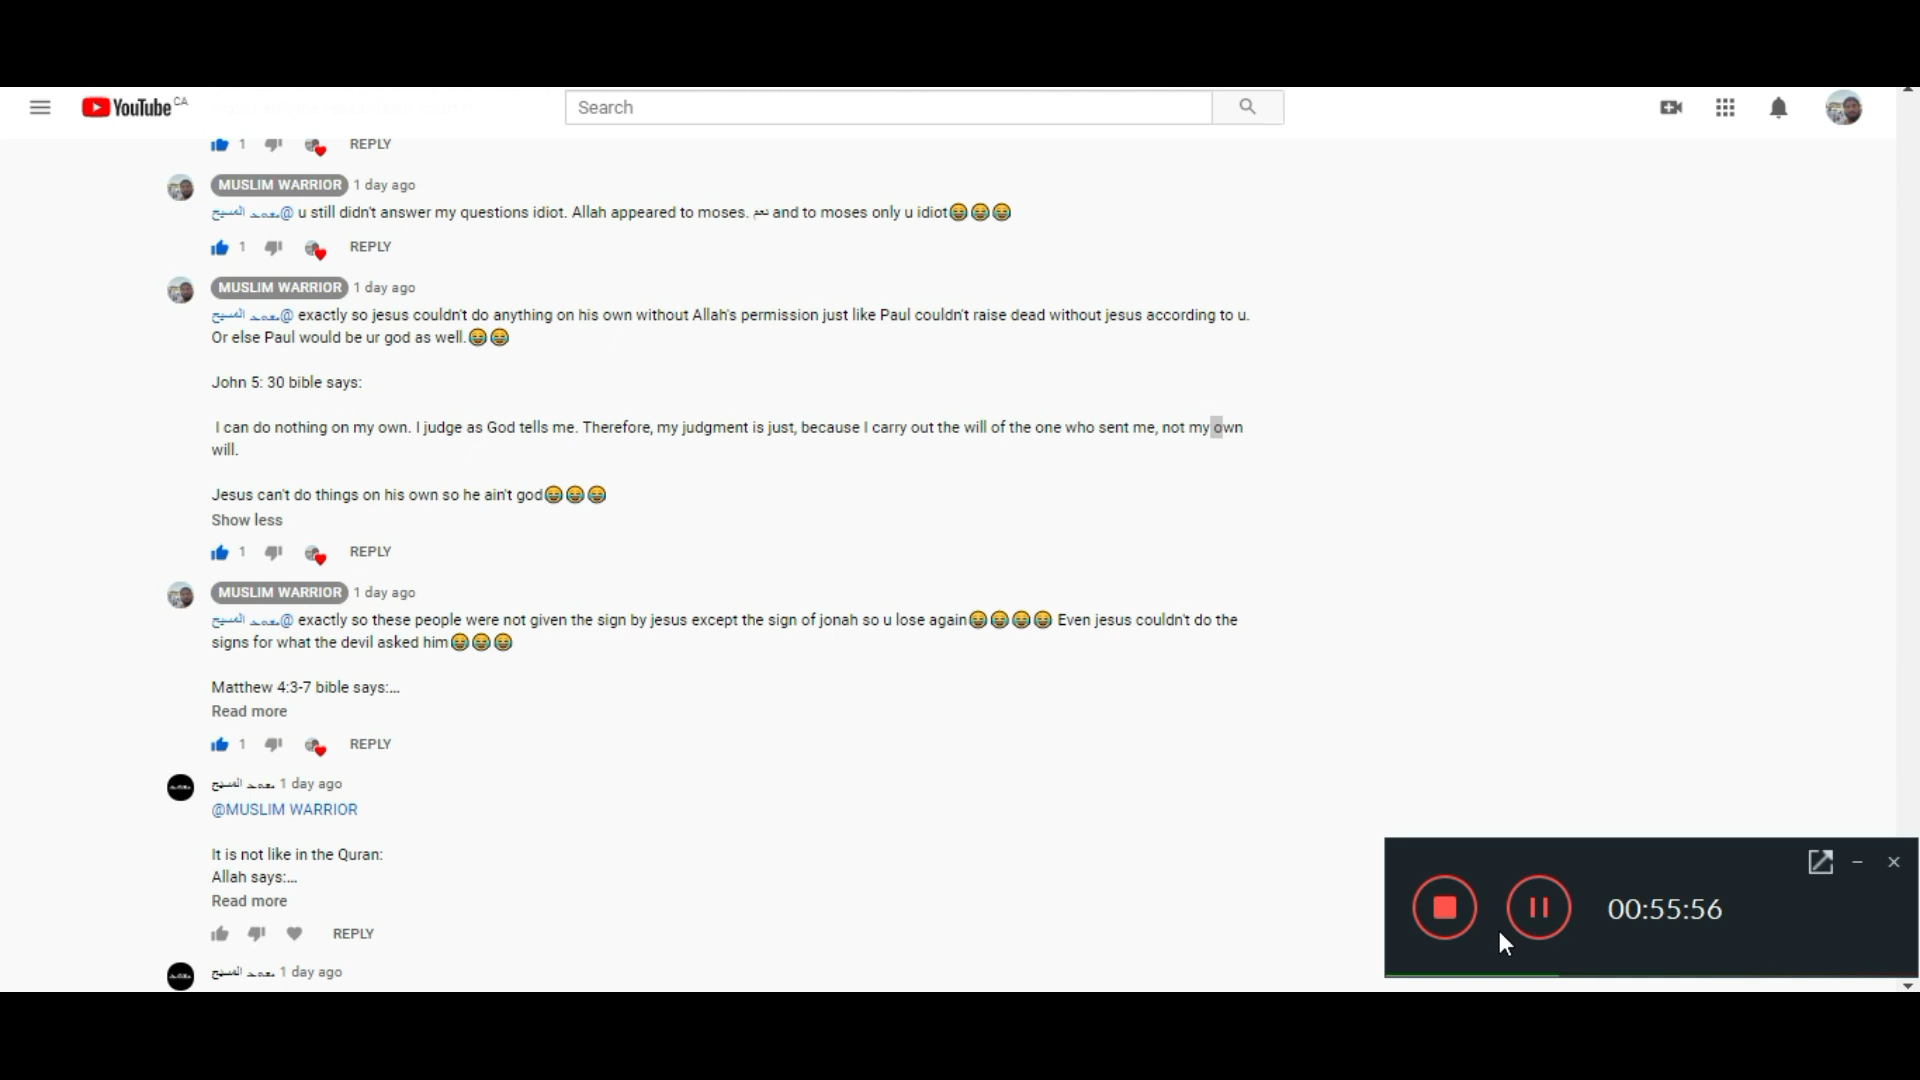 YouTube CA
Search
1 REPLY
MUSLIM WARRIOR 1 day ago
@محمد المسيح u still didn't answer my questions idiot. Allah appeared to moses. نعم and to moses only u idiot😂😂😂
1 REPLY
MUSLIM WARRIOR 1 day ago
@محمد المسيح exactly so jesus couldn't do anything on his own without Allah's permission just like Paul couldn't raise dead without jesus according to u.
Or else Paul would be ur god as well.😂😂
John 5: 30 bible says:
I can do nothing on my own. I judge as God tells me. Therefore, my judgment is just, because I carry out the will of the one who sent me, not my own
will.
Jesus can't do things on his own so he ain't god😂😂😂
Show less
1 REPLY
MUSLIM WARRIOR 1 day ago
@محمد المسيح exactly so these people were not given the sign by jesus except the sign of jonah so u lose again😂😂😂😂 Even jesus couldn't do the
signs for what the devil asked him😂😂😂
Matthew 4:3-7 bible says:...
Read more
1 REPLY
محمد المسيح 1 day ago
@MUSLIM WARRIOR
It is not like in the Quran:
Allah says:...
Read more
REPLY
محمد المسيح 1 day ago
00:55:56